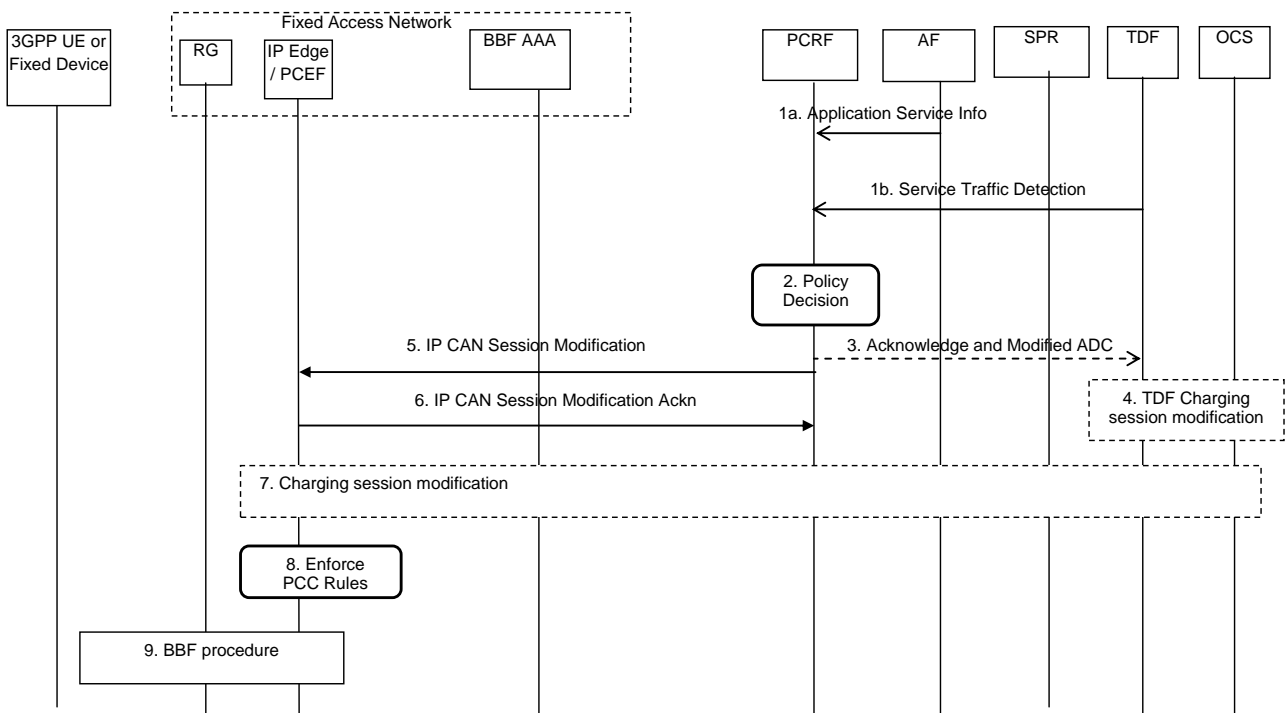 Fixed Access Network
3GPP UE or
Fixed Device
RG
IP Edge
/ PCEF
BBF AAA
PCRF
AF
SPR
TDF
OCS
1a. Application Service Info
1b. Service Traffic Detection
2. Policy
Decision
5. IP CAN Session Modification
3. Acknowledge and Modified ADC
6. IP CAN Session Modification Ackn
4. TDF Charging
session modification
7. Charging session modification
8. Enforce
PCC Rules
9. BBF procedure